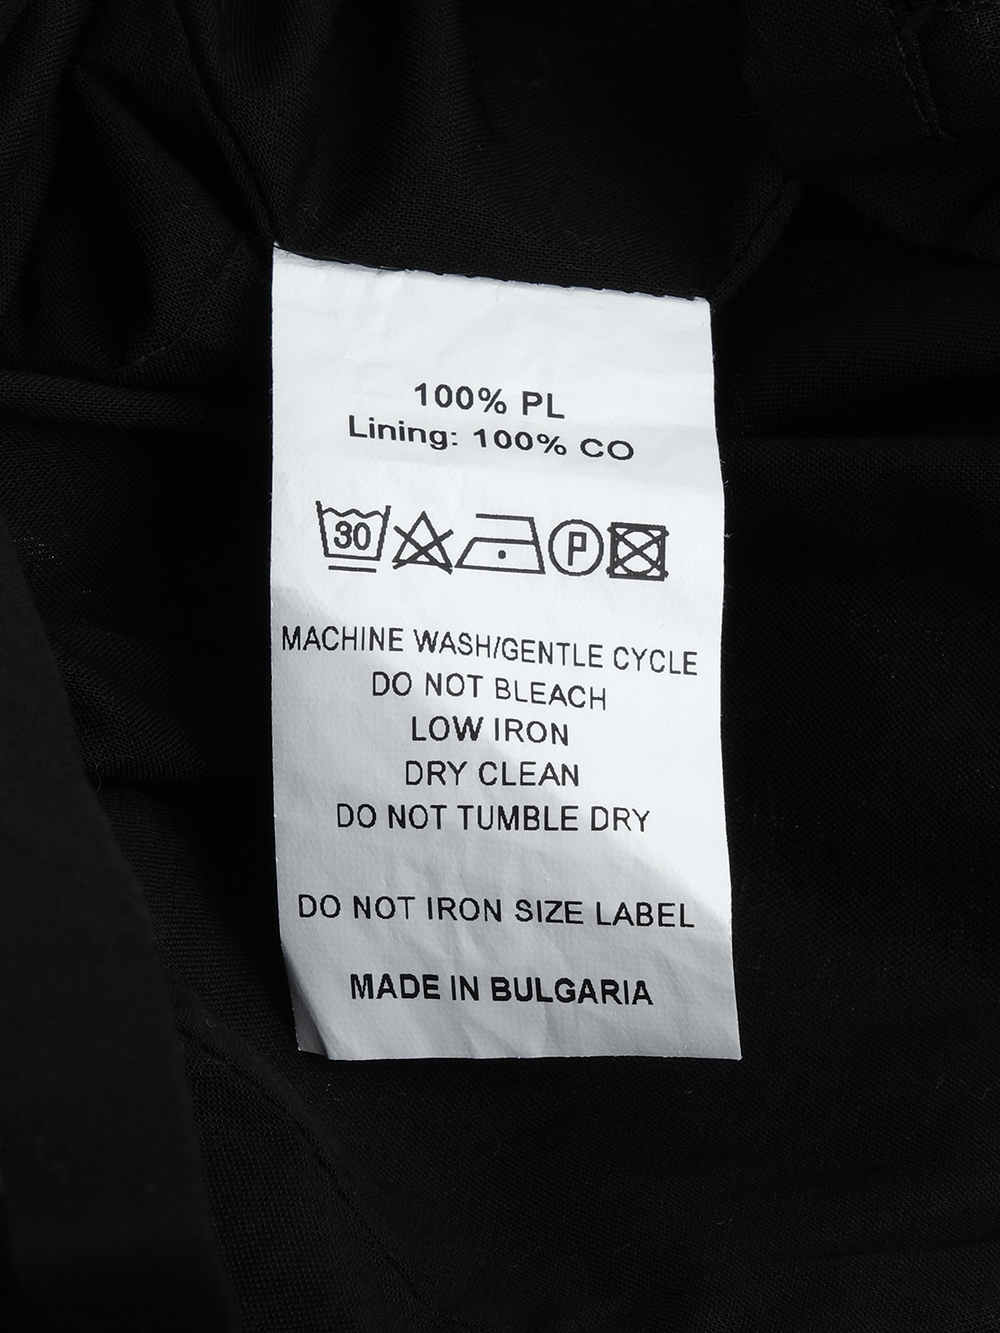 100% PL
Lining: 100% CO
30 P
MACHINE WASH/GENTLE CYCLE
DO NOT BLEACH
LOW IRON
DRY CLEAN
DO NOT TUMBLE DRY
DO NOT IRON SIZE LABEL
MADE IN BULGARIA